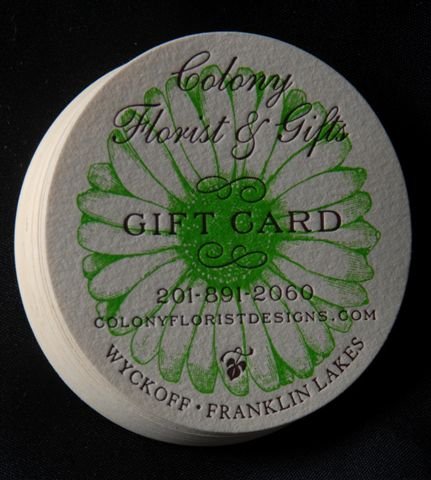 Colony
Florist & Gifts
GIFT CARD
201-891-2060
COLONYFLORISTDESIGNS.COM
WYCKOFF • FRANKLIN LAKES